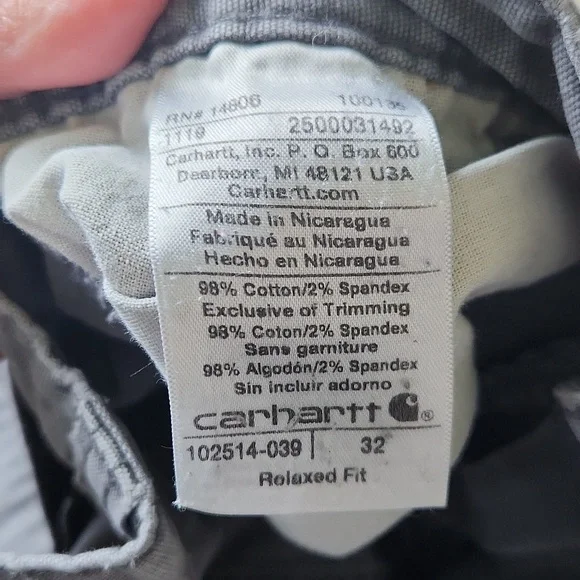 RN# 14806 100135
1119 2500031492
Carhartt, Inc. P. O. Box 600
Dearborn, MI 48121 USA
Carhartt.com
Made in Nicaragua
Fabriqué au Nicaragua
Hecho en Nicaragua
98% Cotton/2% Spandex
Exclusive of Trimming
98% Coton/2% Spandex
Sans garniture
98% Algodón/2% Spandex
Sin incluir adorno
carhartt ®
102514-039 | 32
Relaxed Fit